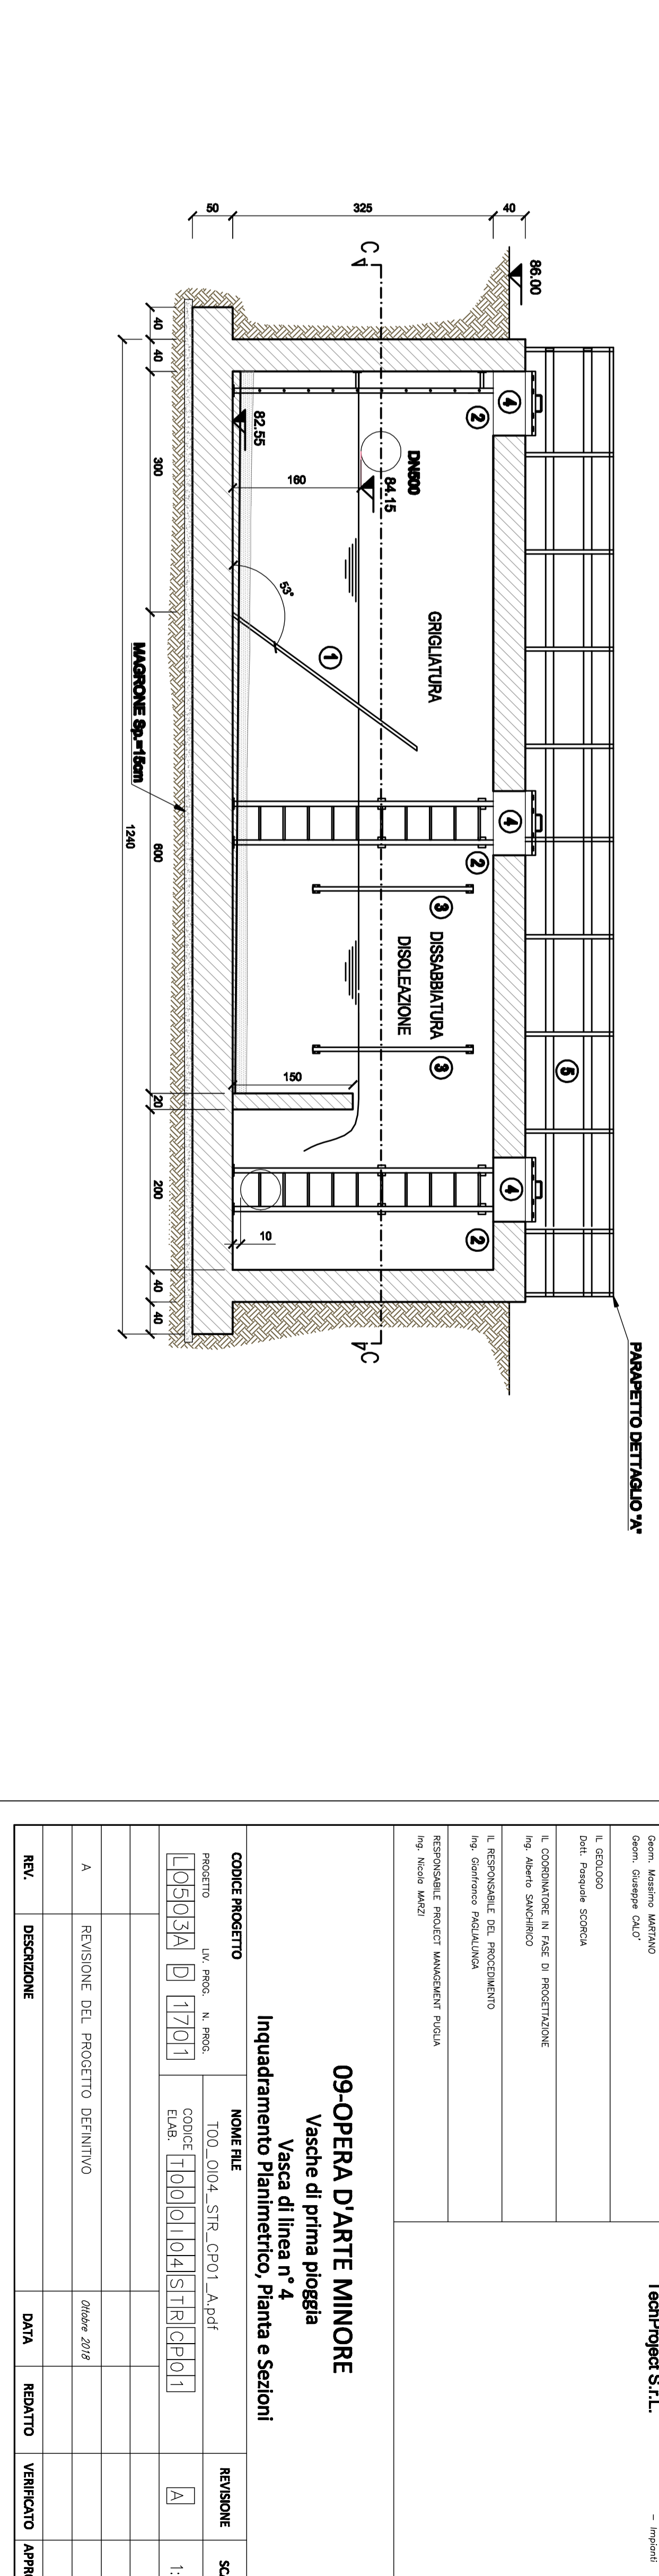 PARAPETTO DETTAGLIO "A"
86.00
40
325
50
C
C
4
4
4
5
2
2
2
DN500
84.15
160
82.55
53°
1
GRIGLIATURA
3
3
DISSABBIATURA
DISOLEAZIONE
150
10
40
40
300
600
20
200
40
40
1240
MAGRONE Sp.=15cm
Geom. Massimo MARTANO
Geom. Giuseppe CALO'
IL GEOLOGO
Dott. Pasquale SCORCIA
IL COORDINATORE IN FASE DI PROGETTAZIONE
Ing. Alberto SANCHIRICO
IL RESPONSABILE DEL PROCEDIMENTO
Ing. Gianfranco PAGLIALUNGA
RESPONSABILE PROJECT MANAGEMENT PUGLIA
Ing. Nicola MARZI
TechProject S.r.L.
- Impianti
09-OPERA D'ARTE MINORE
Vasche di prima pioggia
Vasca di linea n° 4
Inquadramento Planimetrico, Pianta e Sezioni
CODICE PROGETTO
PROGETTO LIV. PROG. N. PROG.
L0503A D 1701
NOME FILE
T00_OI04_STR_CP01_A.pdf
CODICE ELAB.
T00OI04STRCP01
REVISIONE
A
1:
A REVISIONE DEL PROGETTO DEFINITIVO Ottobre 2018
REV. DESCRIZIONE DATA REDATTO VERIFICATO